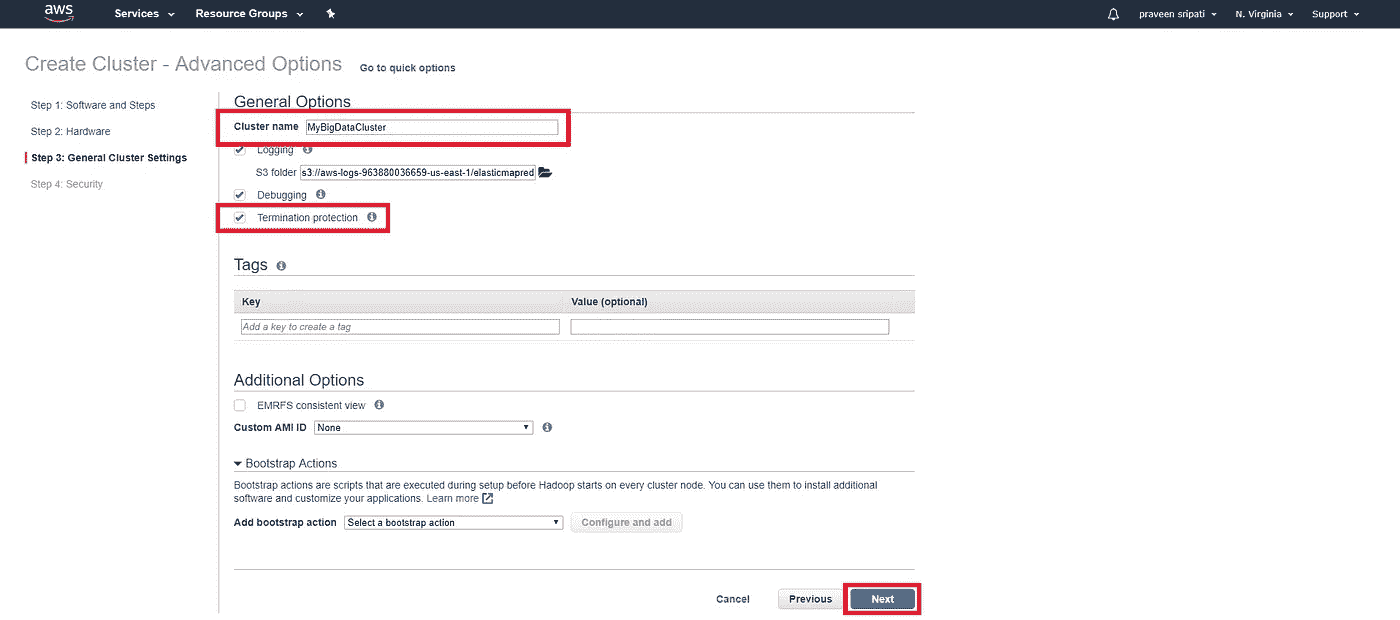 aws Services Resource Groups praveen sripati N. Virginia Support
Create Cluster - Advanced Options Go to quick options
Step 1: Software and Steps
Step 2: Hardware
Step 3: General Cluster Settings
Step 4: Security
General Options
Cluster name MyBigDataCluster
Logging
S3 folder s3://aws-logs-963880036659-us-east-1/elasticmapred
Debugging
Termination protection
Tags
Key Value (optional)
Add a key to create a tag
Additional Options
EMRFS consistent view
Custom AMI ID None
Bootstrap Actions
Bootstrap actions are scripts that are executed during setup before Hadoop starts on every cluster node. You can use them to install additional
software and customize your applications. Learn more
Add bootstrap action Select a bootstrap action Configure and add
Cancel Previous Next